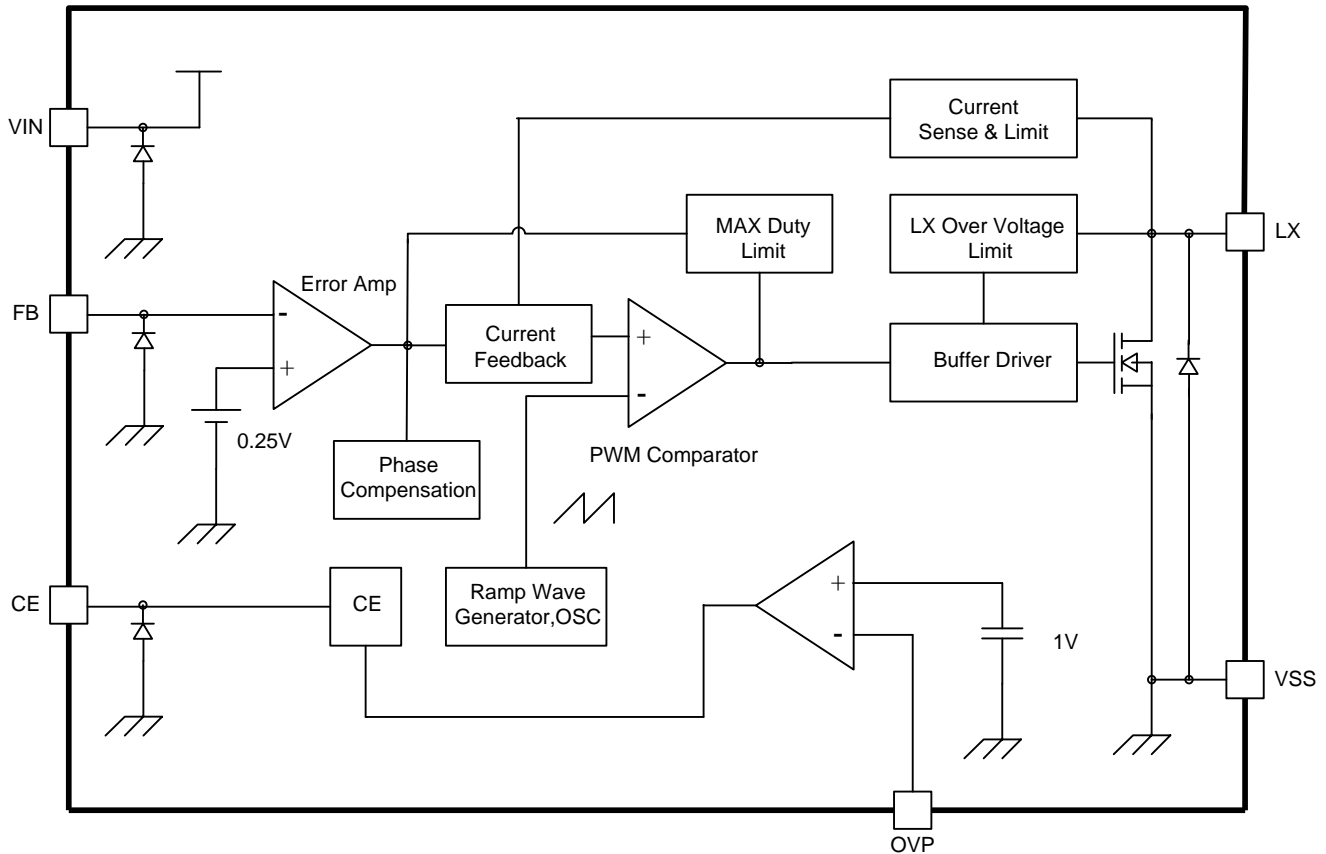 Current
Sense & Limit
VIN
MAX Duty
Limit
LX Over Voltage
Limit
LX
Error Amp
FB
-
+
Current
Feedback
+
-
Buffer Driver
0.25V
PWM Comparator
Phase
Compensation
CE
CE
Ramp Wave
Generator,OSC
+
-
1V
VSS
OVP